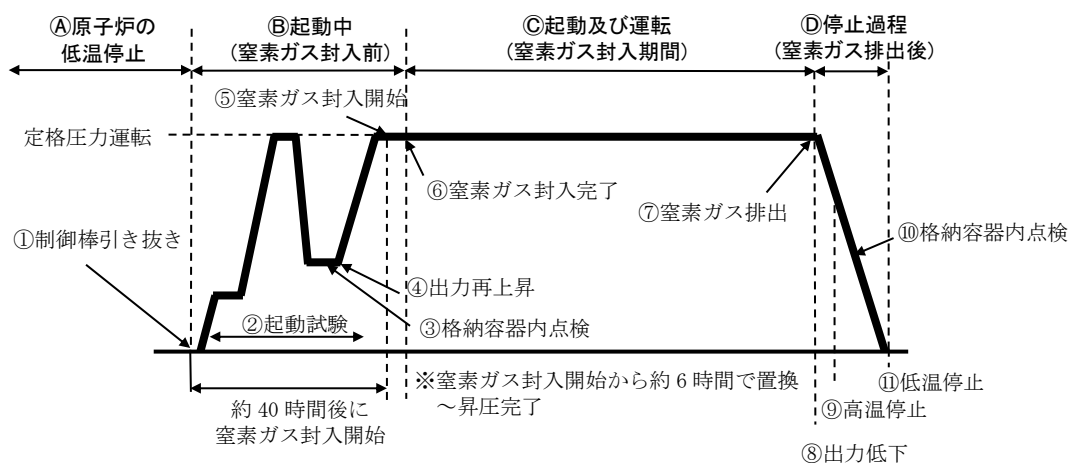 Ⓐ原子炉の
低温停止
Ⓑ起動中
(窒素ガス封入前)
Ⓒ起動及び運転
(窒素ガス封入期間)
Ⓓ停止過程
(窒素ガス排出後)
⑤窒素ガス封入開始
定格圧力運転
⑥窒素ガス封入完了
⑦窒素ガス排出
①制御棒引き抜き
⑩格納容器内点検
④出力再上昇
②起動試験
③格納容器内点検
※窒素ガス封入開始から約 6 時間で置換
～昇圧完了
⑪低温停止
約 40 時間後に
窒素ガス封入開始
⑨高温停止
⑧出力低下